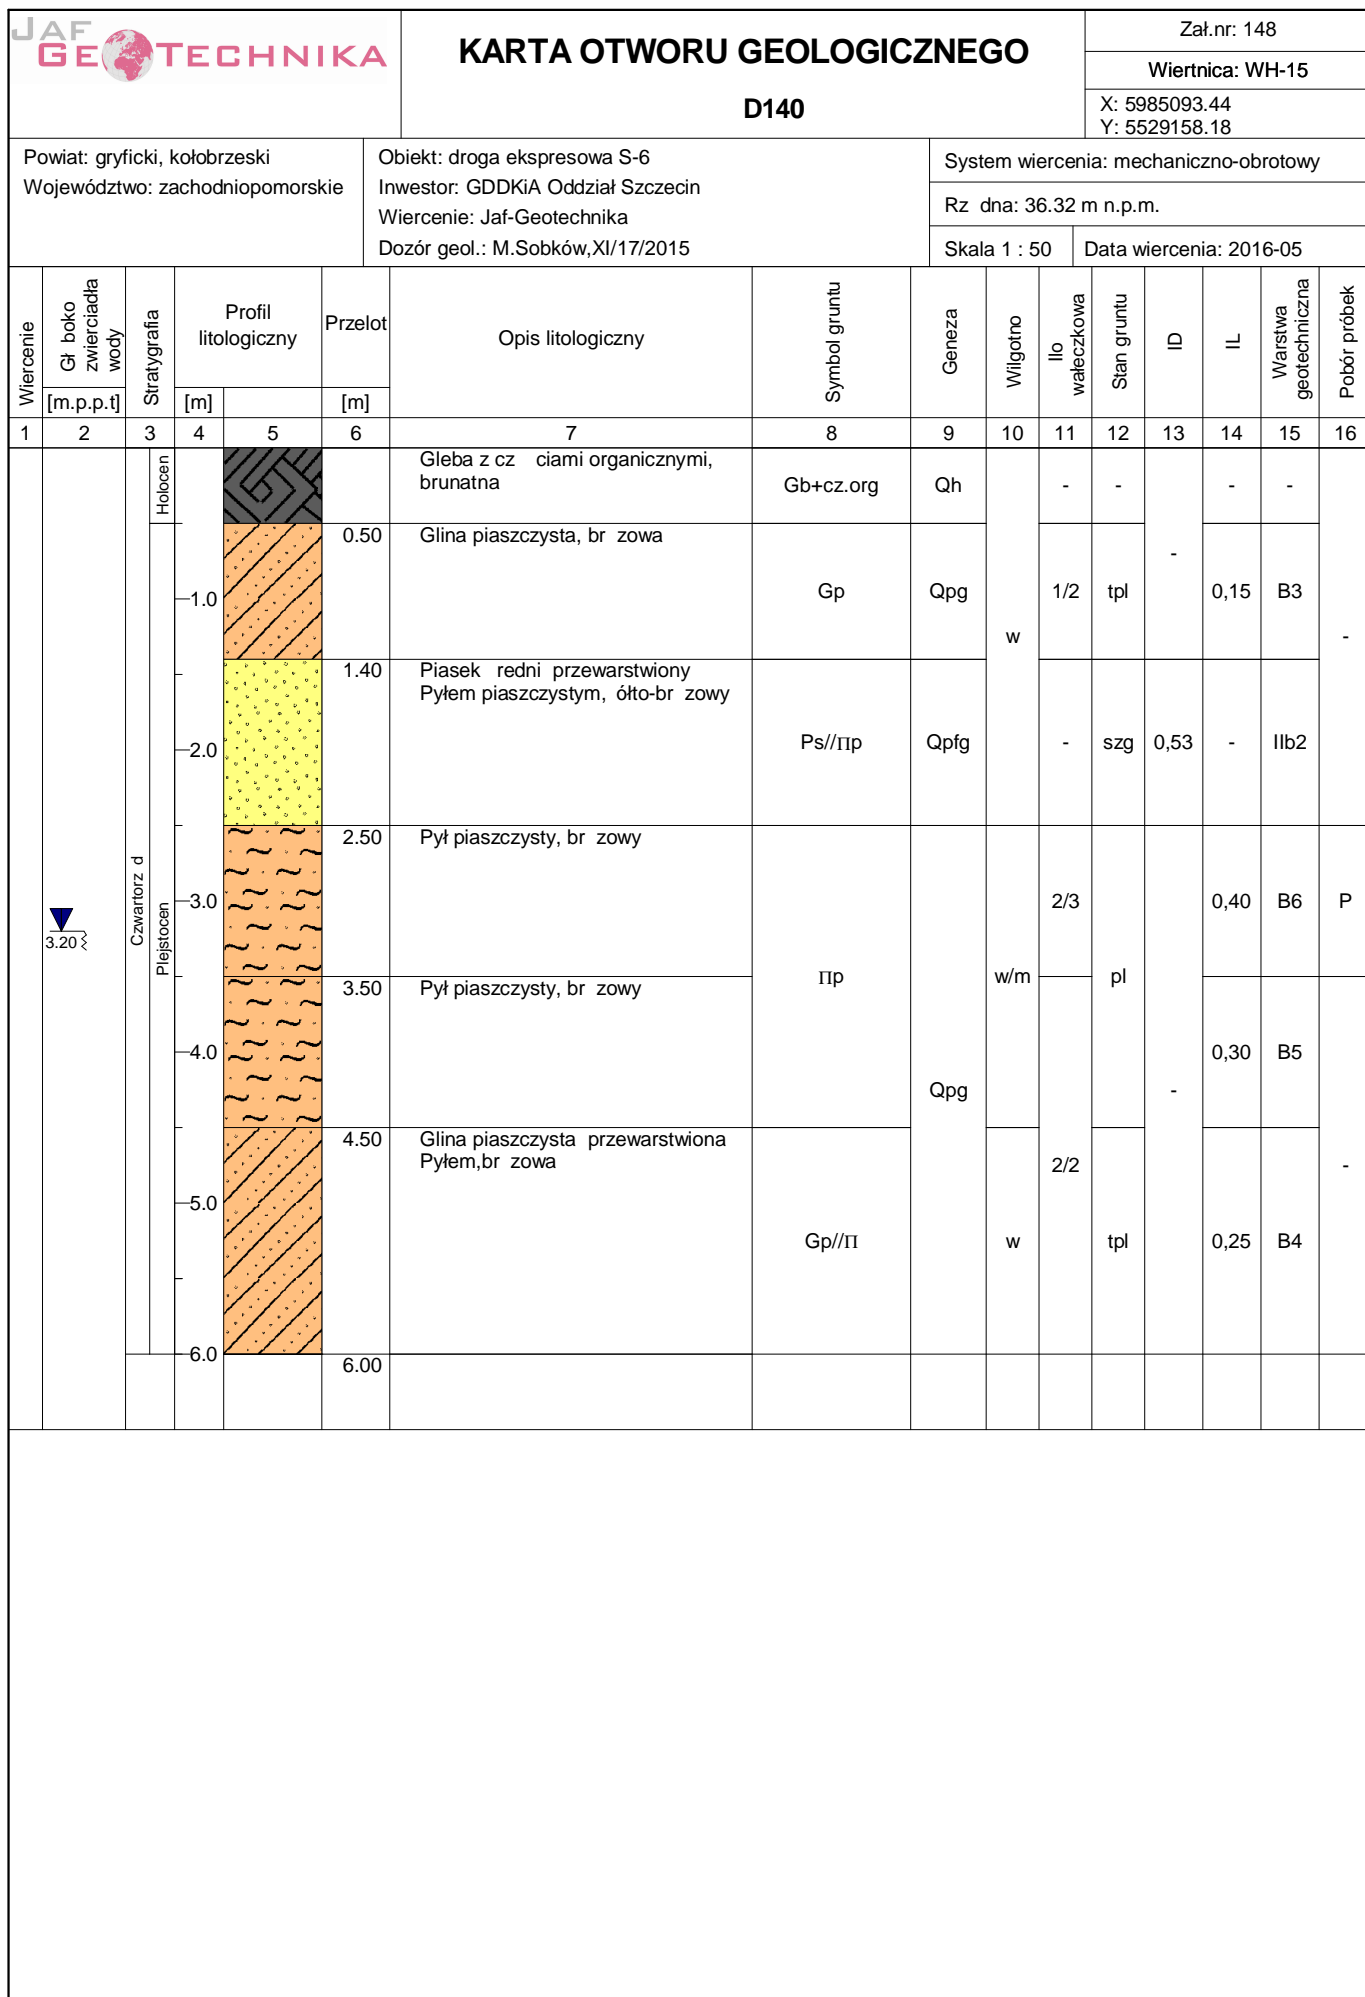 JAF
GEOTECHNIKA
KARTA OTWORU GEOLOGICZNEGO
D140
Zał.nr: 148
Wiertnica: WH-15
X: 5985093.44
Y: 5529158.18
Powiat: gryficki, kołobrzeski
Województwo: zachodniopomorskie
Obiekt: droga ekspresowa S-6
Inwestor: GDDKiA Oddział Szczecin
Wiercenie: Jaf-Geotechnika
Dozór geol.: M.Sobków,XI/17/2015
System wiercenia: mechaniczno-obrotowy
Rz dna: 36.32 m n.p.m.
Skala 1 : 50
Data wiercenia: 2016-05
Wiercenie
Gł boko
zwierciadła
wody
[m.p.p.t]
Stratygrafia
Profil
litologiczny
[m]
Przelot
[m]
Opis litologiczny
Symbol gruntu
Geneza
Wilgotno
Ilo
wałeczkowa
Stan gruntu
ID
IL
Warstwa
geotechniczna
Pobór próbek
1 2 3 4 5 6 7 8 9 10 11 12 13 14 15 16
Holocen
Gleba z cz ciami organicznymi,
brunatna
Gb+cz.org Qh - - - -
0.50 Glina piaszczysta, br zowa
-
1.0 Gp Qpg 1/2 tpl 0,15 B3
w -
1.40 Piasek redni przewarstwiony
Pyłem piaszczystym, ółto-br zowy
2.0 Ps//Πp Qpfg - szg 0,53 - IIb2
2.50 Pył piaszczysty, br zowy
Czwartorz d
Plejstocen
3.0 2/3 0,40 B6 P
3.20
Πp w/m pl
3.50 Pył piaszczysty, br zowy
4.0 0,30 B5
Qpg -
4.50 Glina piaszczysta przewarstwiona
Pyłem,br zowa
2/2 -
5.0
Gp//Π w tpl 0,25 B4
6.0
6.00